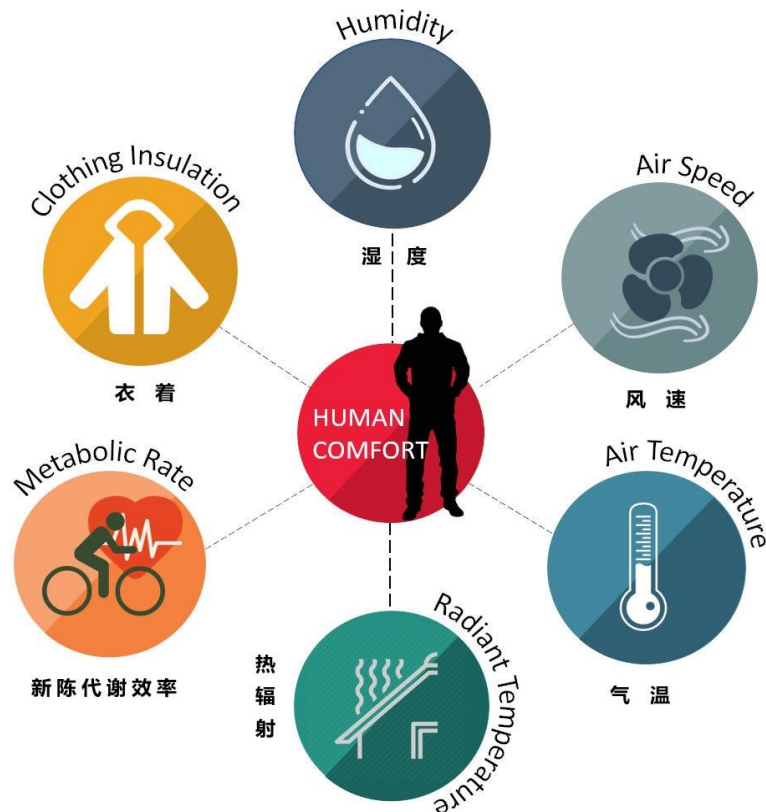 Humidity
湿 度
Clothing Insulation
衣 着
Air Speed
风 速
HUMAN
COMFORT
Metabolic Rate
新陈代谢效率
Air Temperature
气 温
Radiant Temperature
热辐射